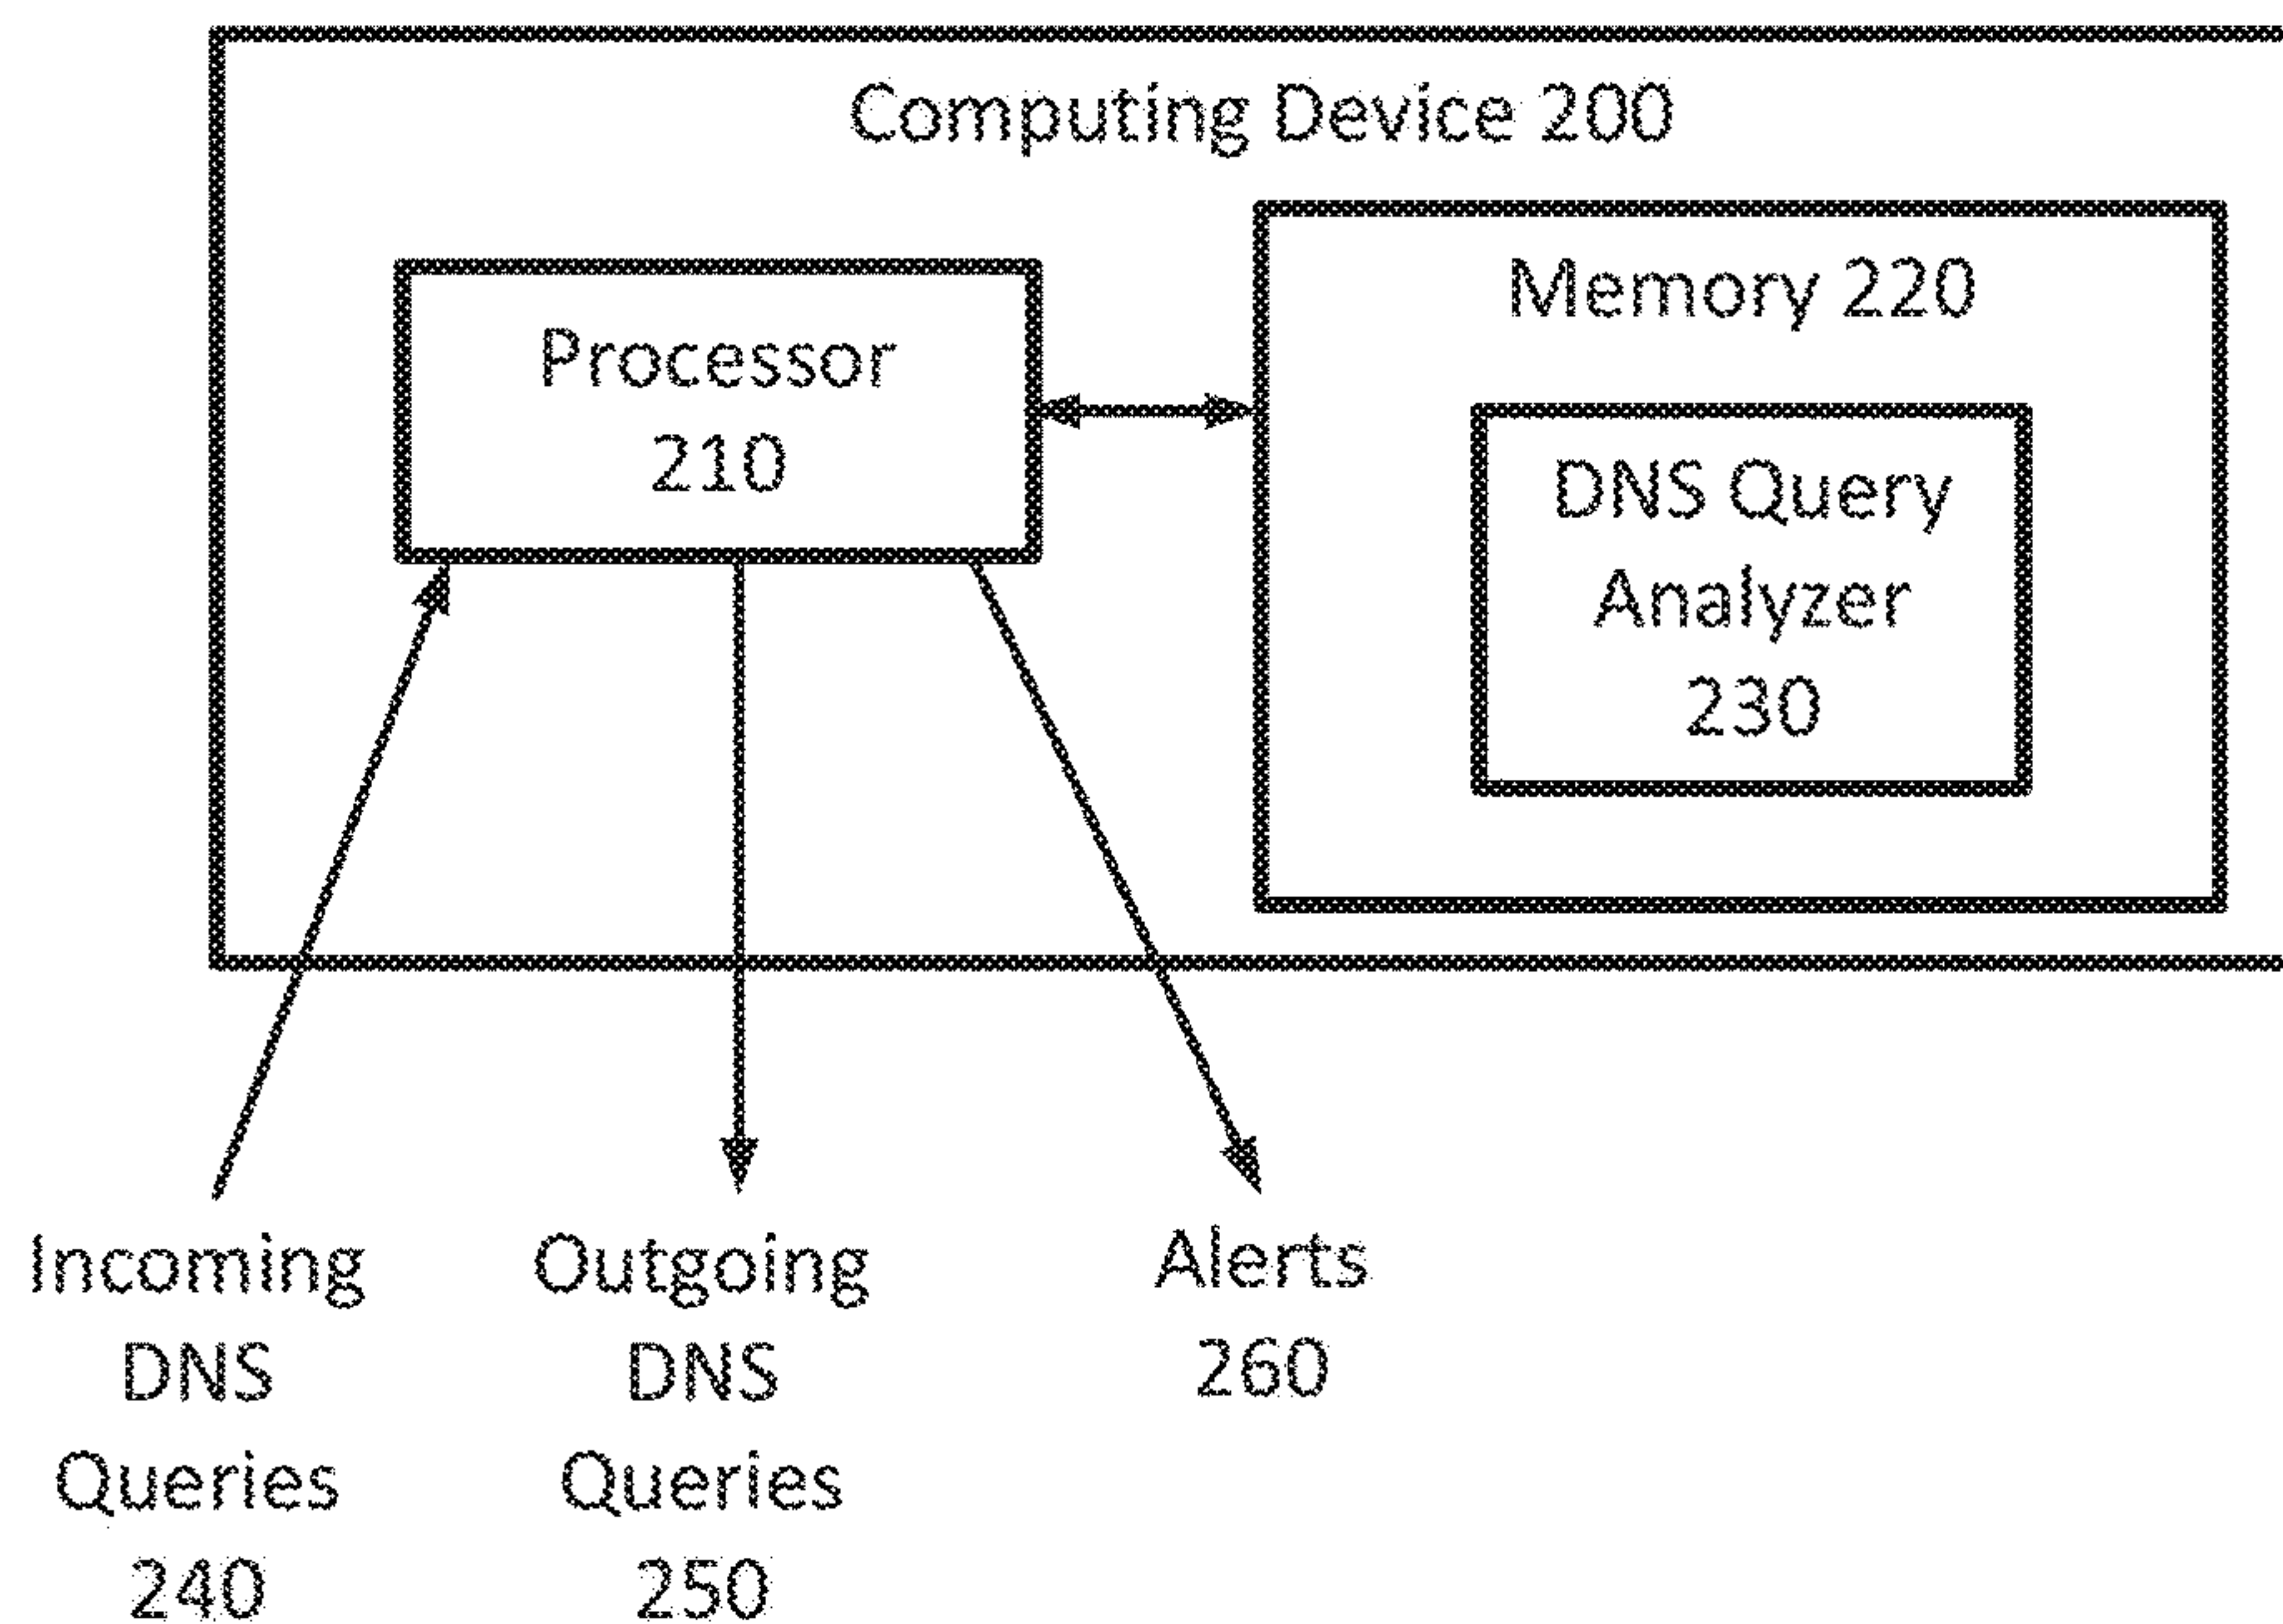 Computing Device 200
Processor
210
Memory 220
DNS Query
Analyzer
230
Incoming
DNS
Queries
240
Outgoing
DNS
Queries
250
Alerts
260